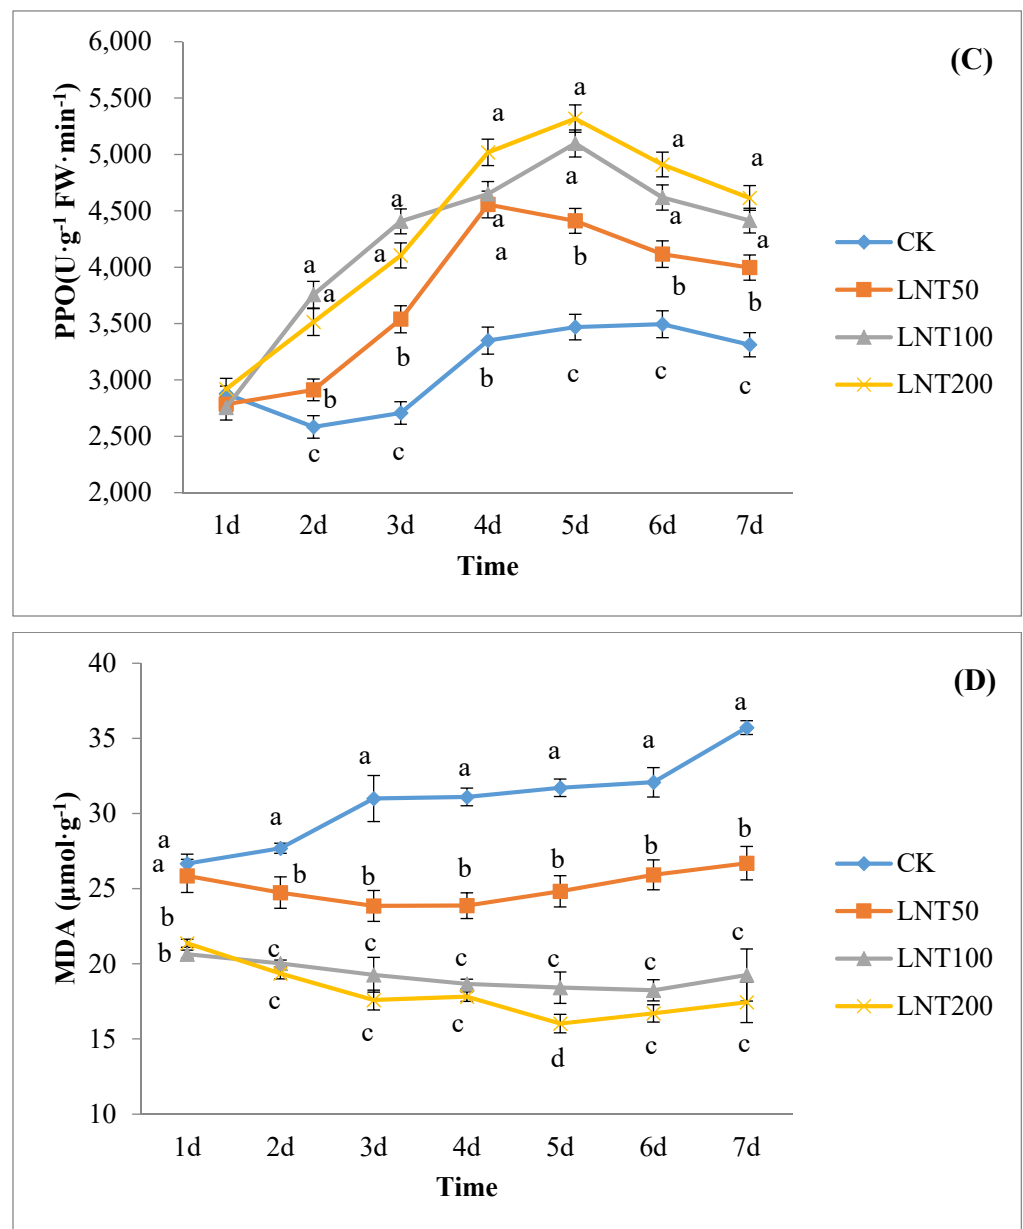 (C)
PPO(U·g-1 FW·min-1)
6,000
5,500
5,000
4,500
4,000
3,500
3,000
2,500
2,000
a
a
a
a
a
a
a
a
a
a
a
a
a
b
b
b
b
b
b
c
c
c
c
c
1d 2d 3d 4d 5d 6d 7d
Time
CK
LNT50
LNT100
LNT200
(D)
MDA (μmol·g-1)
40
35
30
25
20
15
10
a
a
a
a
a
a
a
a
b
b
b
b
b
b
b
b
c
c
c
c
c
c
c
c
c
d
c
c
1d 2d 3d 4d 5d 6d 7d
Time
CK
LNT50
LNT100
LNT200